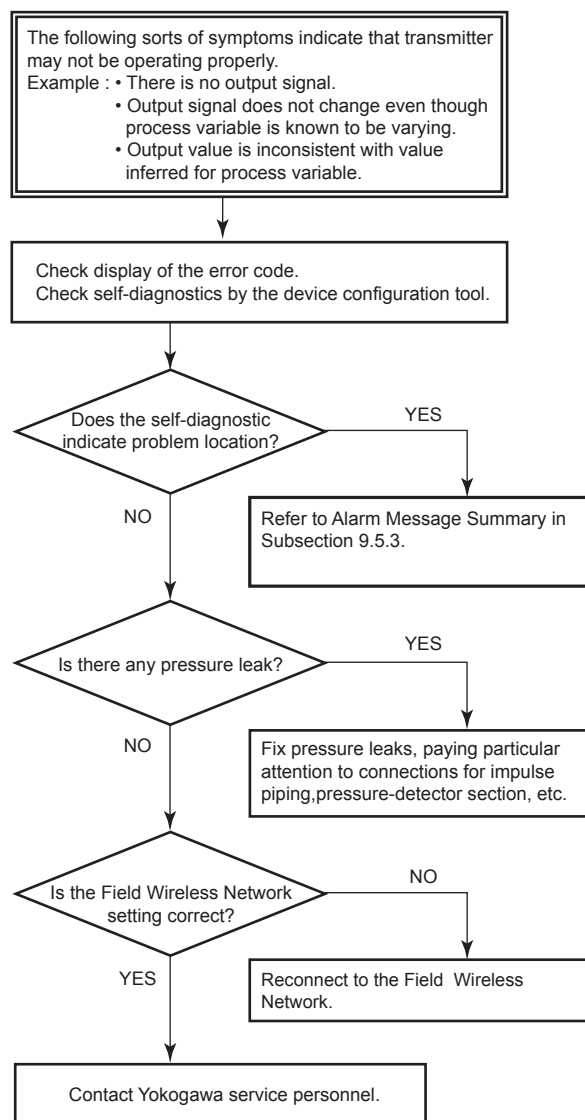 The following sorts of symptoms indicate that transmitter
may not be operating properly.
Example : • There is no output signal.
• Output signal does not change even though
process variable is known to be varying.
• Output value is inconsistent with value
inferred for process variable.
Check display of the error code.
Check self-diagnostics by the device configuration tool.
Does the self-diagnostic
indicate problem location?
YES
NO
Refer to Alarm Message Summary in
Subsection 9.5.3.
Is there any pressure leak?
YES
NO
Fix pressure leaks, paying particular
attention to connections for impulse
piping,pressure-detector section, etc.
Is the Field Wireless Network
setting correct?
NO
YES
Reconnect to the Field Wireless
Network.
Contact Yokogawa service personnel.